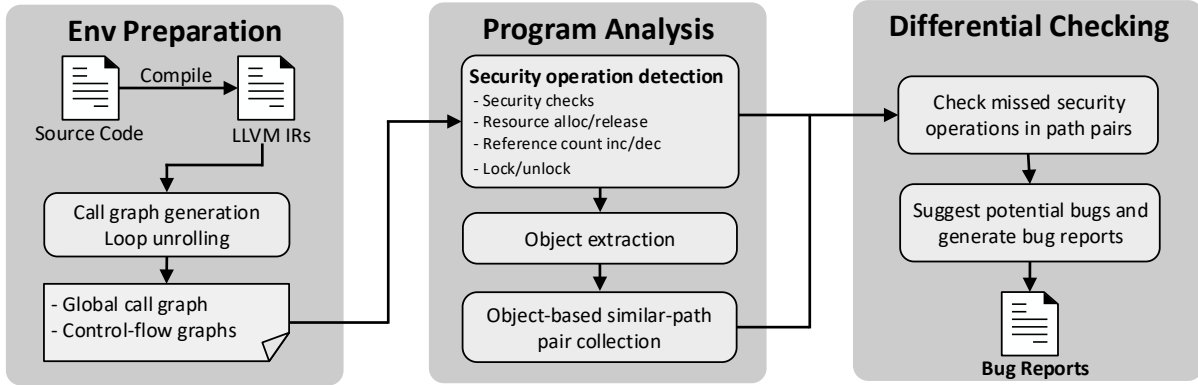 Env Preparation
Compile
Source Code
LLVM IRs
Call graph generation
Loop unrolling
- Global call graph
- Control-flow graphs
Program Analysis
Security operation detection
- Security checks
- Resource alloc/release
- Reference count inc/dec
- Lock/unlock
Object extraction
Object-based similar-path
pair collection
Differential Checking
Check missed security
operations in path pairs
Suggest potential bugs and
generate bug reports
Bug Reports